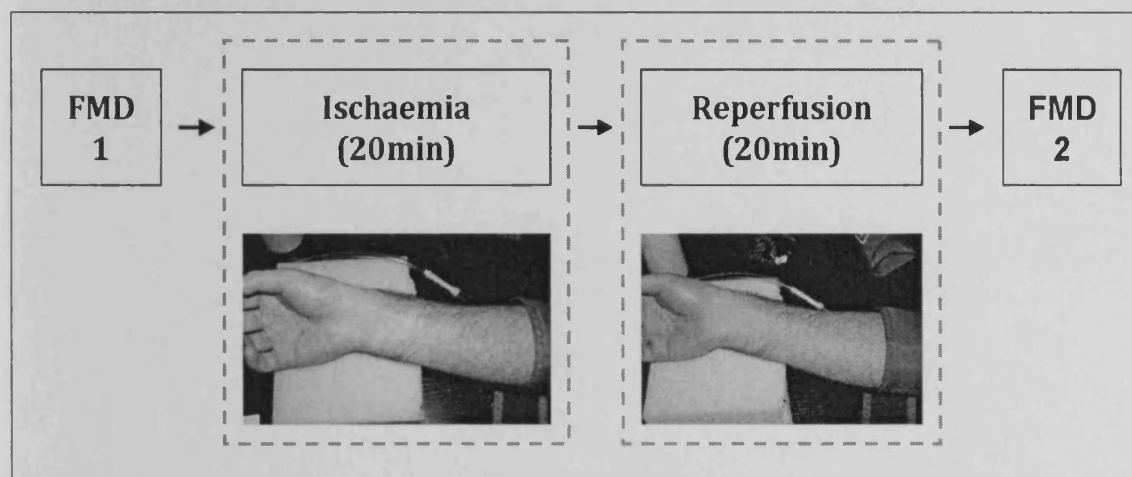 FMD
1
Ischaemia
(20min)
Reperfusion
(20min)
FMD
2